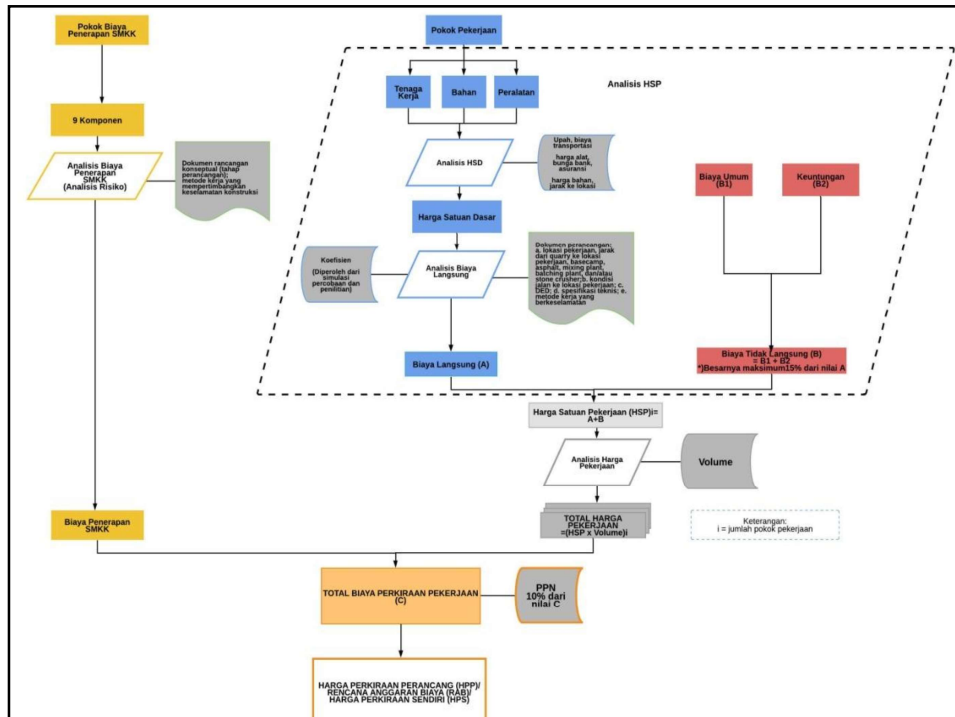 Pokok Biaya
Penerapan SMKK
Pokok Pekerjaan
Analisis HSP
Tenaga
Kerja
Bahan
Peralatan
9 Komponen
Analisis Biaya
Penerapan
SMKK
(Analisis Risiko)
Dokumen rancangan
konseptual (tahap
perancangan);
metode kerja yang
mempertimbangkan
keselamatan konstruksi
Analisis HSD
Upah, biaya
transportasi
harga alat,
bunga bank,
asuransi
harga bahan,
jarak ke lokasi
Biaya Umum
(B1)
Keuntungan
(B2)
Harga Satuan Dasar
Koefisien
(Diperoleh dari
simulasi
percobaan dan
penilitian)
Analisis Biaya
Langsung
Dokumen perancangan;
a. lokasi pekerjaan, jarak
dari quarry ke lokasi
pekerjaan, basecamp,
asphalt, mixing plant,
batching plant, dan/atau
stone crusher;b. kondisi
jalan ke lokasi pekerjaan; c.
DED; d. spesifikasi teknis; e.
metode kerja yang
berkeselamatan
Biaya Langsung (A)
Biaya Tidak Langsung (B)
= B1 + B2
*)Besarnya maksimum15% dari nilai A
Harga Satuan Pekerjaan (HSP)i=
A+B
Analisis Harga
Pekerjaan
Volume
Biaya Penerapan
SMKK
TOTAL HARGA
PEKERJAAN
=(HSP x Volume)i
Keterangan:
i = jumlah pokok pekerjaan
TOTAL BIAYA PERKIRAAN PEKERJAAN
(C)
PPN
10% dari
nilai C
HARGA PERKIRAAN PERANCANG (HPP)/
RENCANA ANGGARAN BIAYA (RAB)/
HARGA PERKIRAAN SENDIRI (HPS)